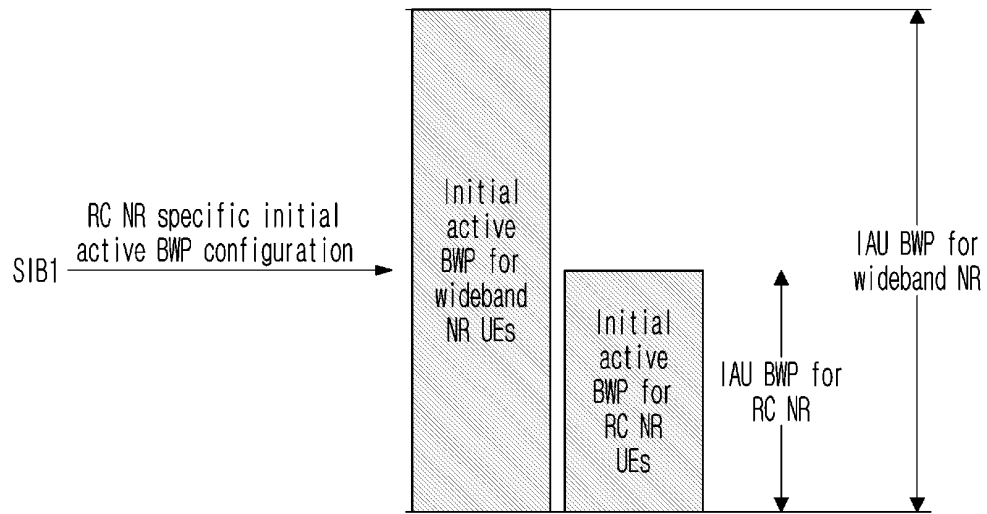 SIB1
RC NR specific initial
active BWP configuration
Initial
active
BWP for
wideband
NR UEs
Initial
active
BWP for
RC NR
UEs
IAU BWP for
RC NR
IAU BWP for
wideband NR